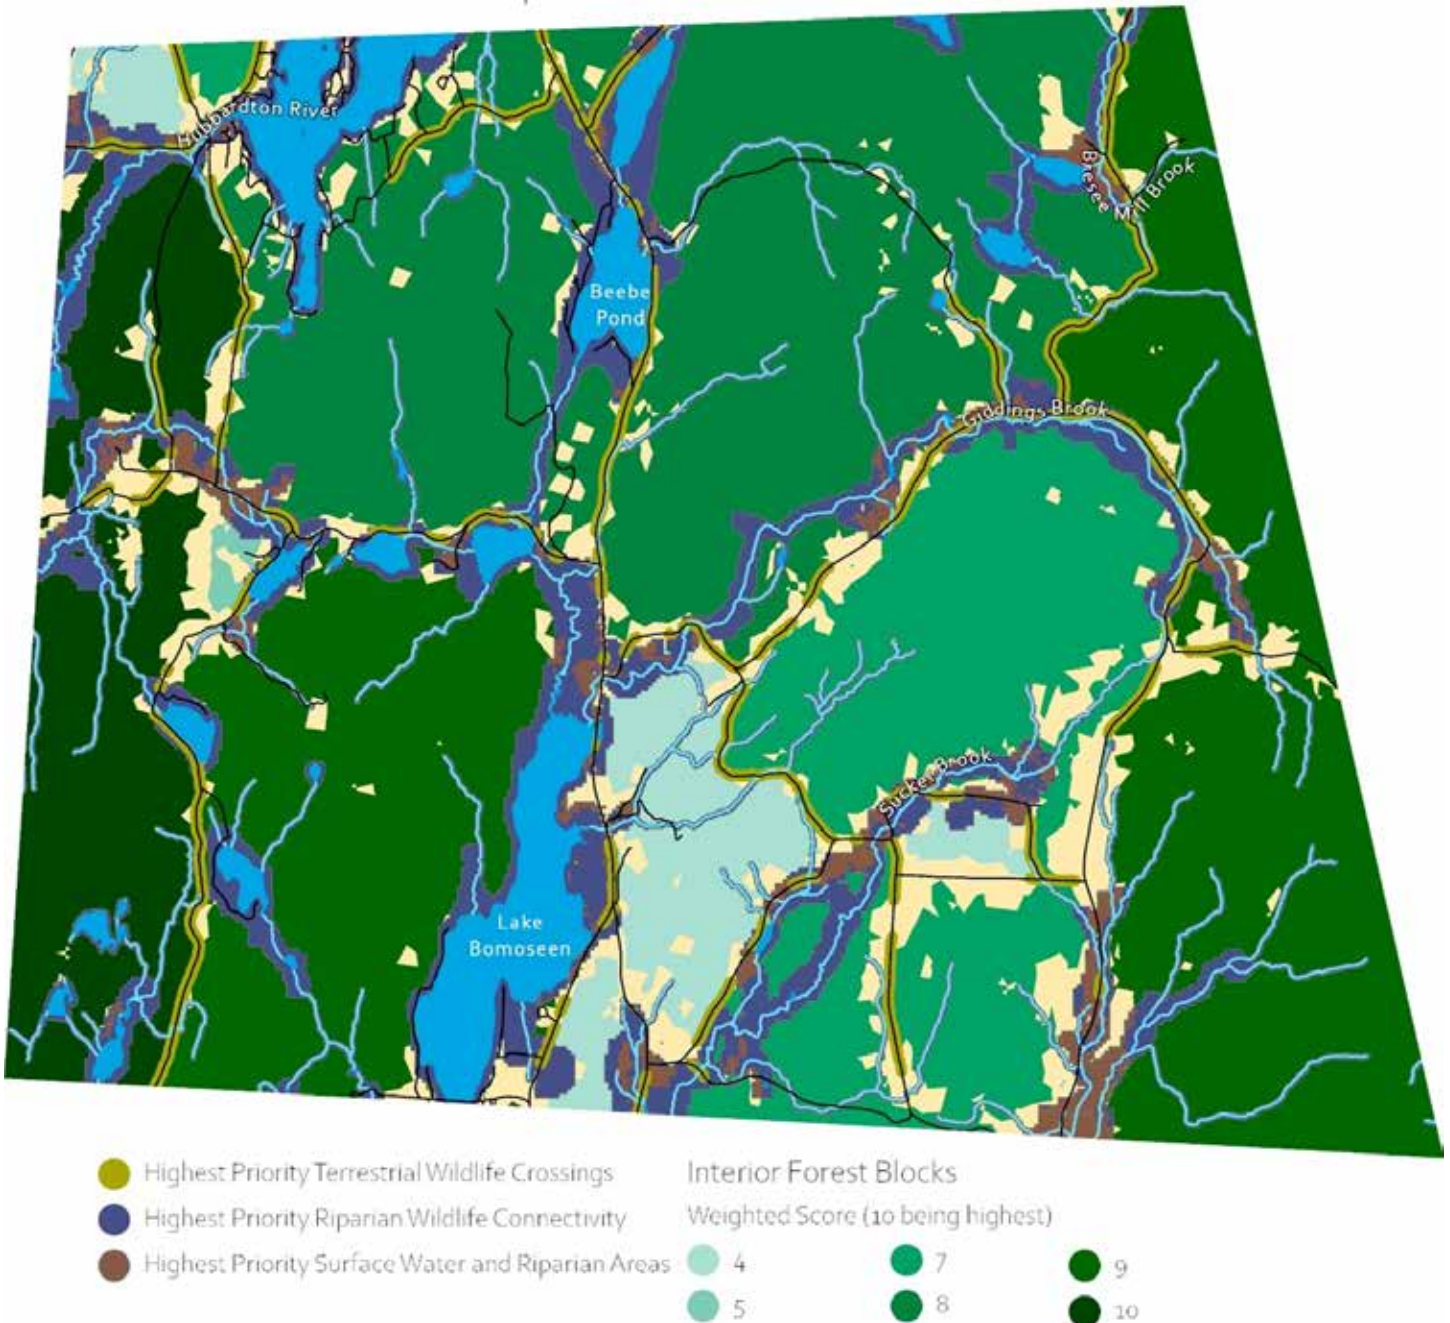 Hubbardton River
Besee Mill Brook
Beebe
Pond
Giddings Brook
Sucker Brook
Lake
Bomoseen
Highest Priority Terrestrial Wildlife Crossings
Highest Priority Riparian Wildlife Connectivity
Highest Priority Surface Water and Riparian Areas
Interior Forest Blocks
Weighted Score (10 being highest)
4
5
7
8
9
10